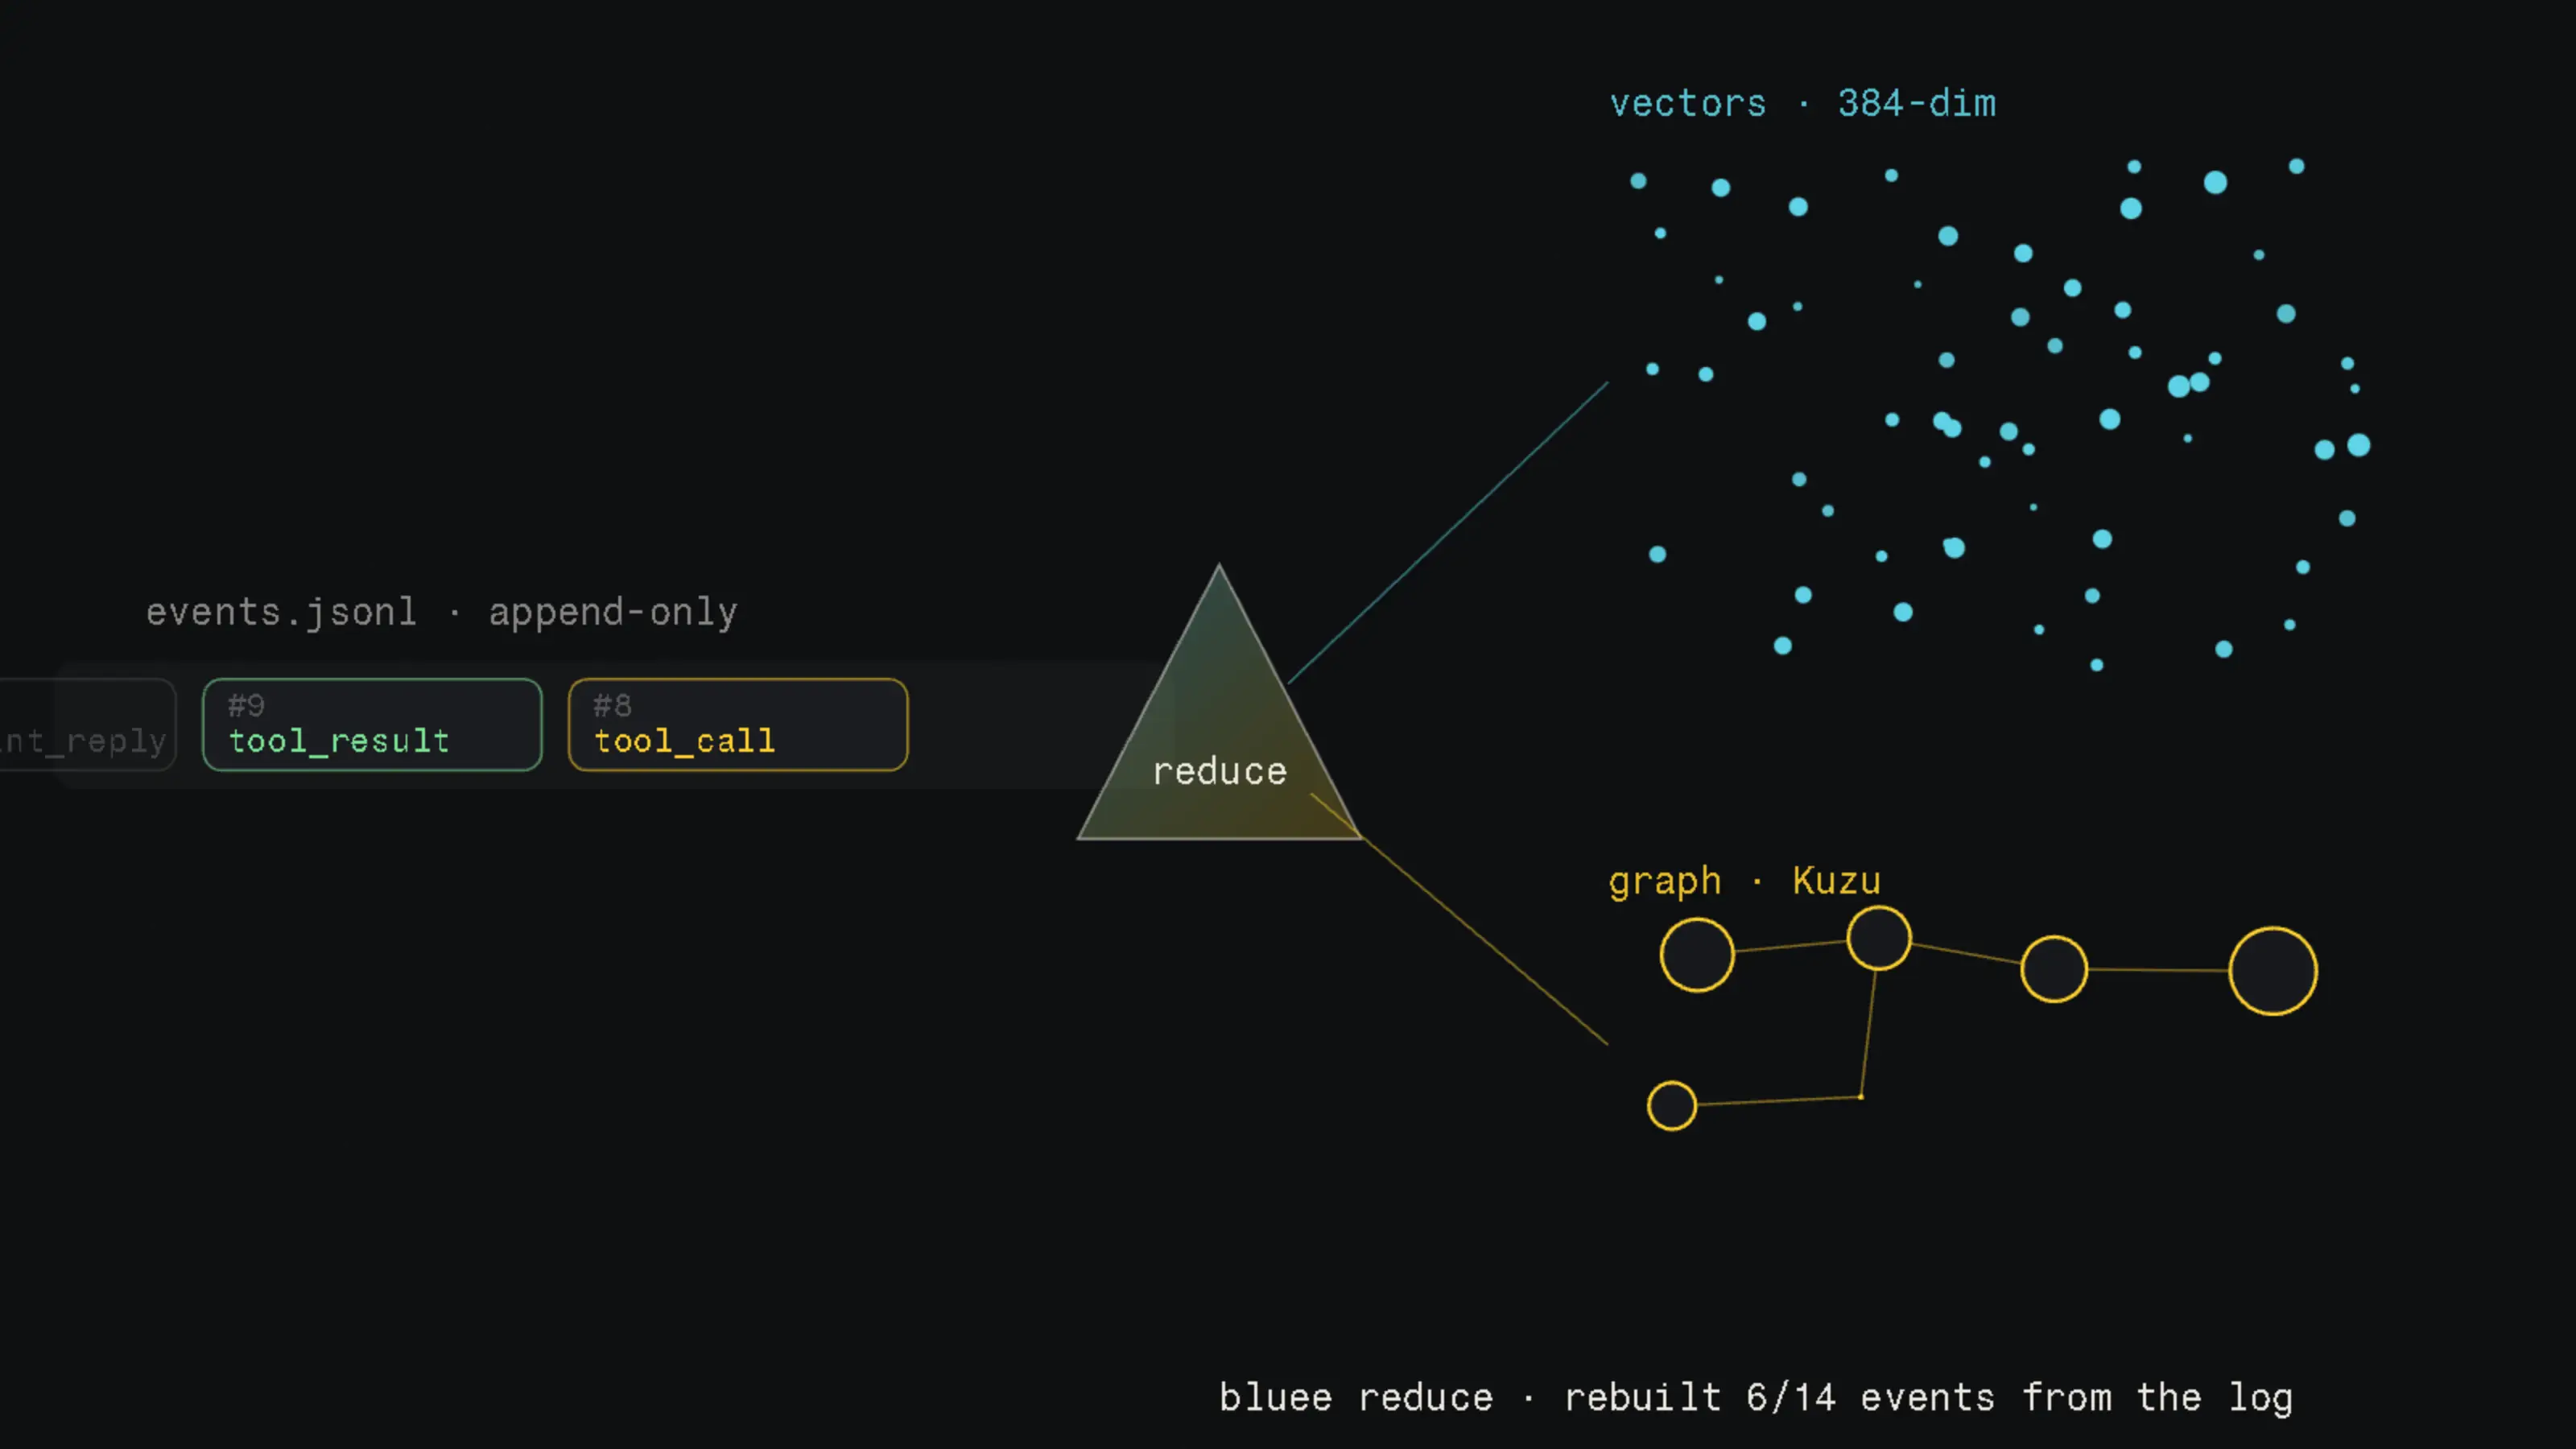 vectors · 384-dim
events.jsonl · append-only
nt_reply
#9
tool_result
#8
tool_call
reduce
graph · Kuzu
bluee reduce · rebuilt 6/14 events from the log